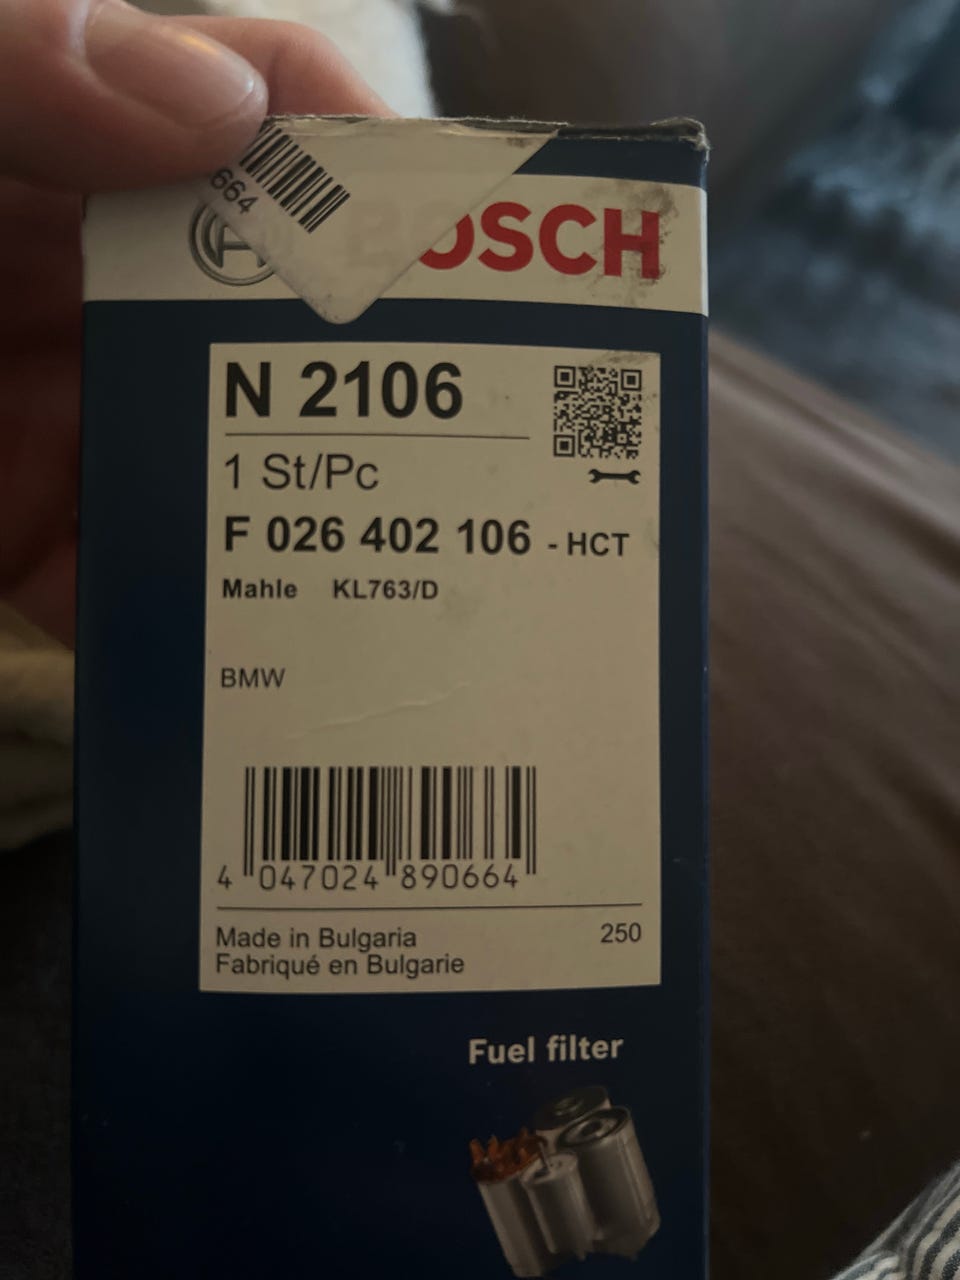 664
BOSCH
N 2106
1 St/Pc
F 026 402 106 - HCT
Mahle KL763/D
BMW
4 047024 890664
Made in Bulgaria 250
Fabriqué en Bulgarie
Fuel filter